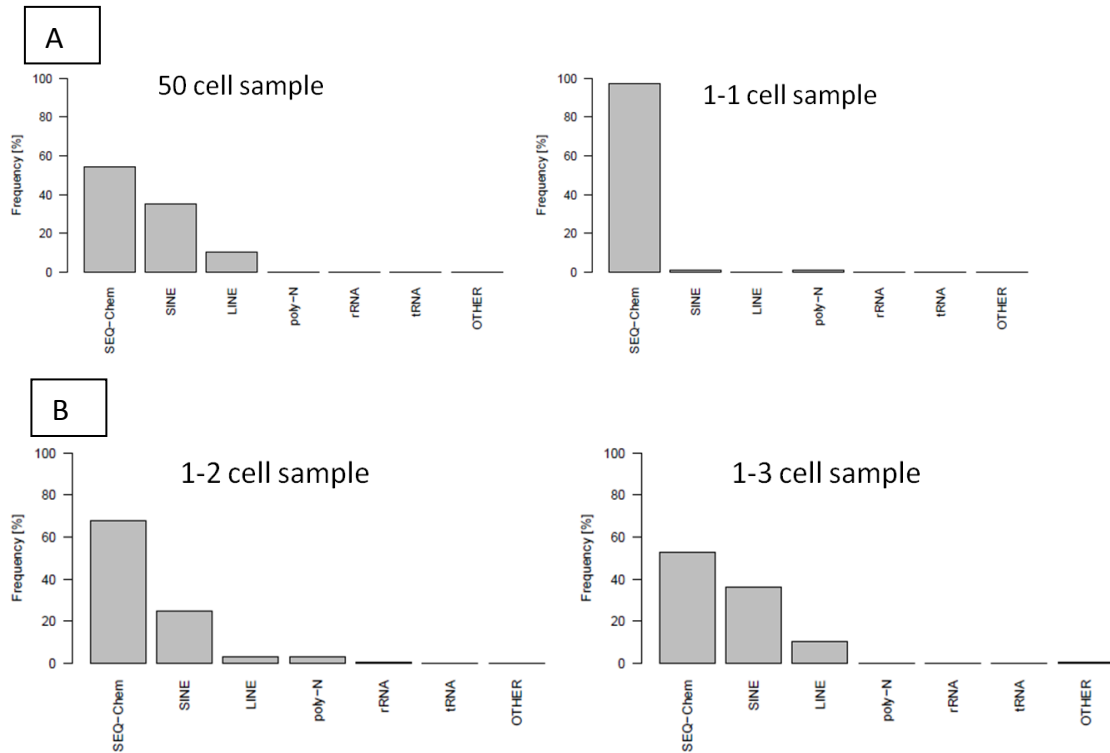 A
50 cell sample
1-1 cell sample
Frequency [%]
100
80
60
40
20
0
SEQ-Chem
SINE
LINE
poly-N
rRNA
tRNA
OTHER
Frequency [%]
100
80
60
40
20
0
SEQ-Chem
SINE
LINE
poly-N
rRNA
tRNA
OTHER
B
1-2 cell sample
1-3 cell sample
Frequency [%]
100
80
60
40
20
0
SEQ-Chem
SINE
LINE
poly-N
rRNA
tRNA
OTHER
Frequency [%]
100
80
60
40
20
0
SEQ-Chem
SINE
LINE
poly-N
rRNA
tRNA
OTHER